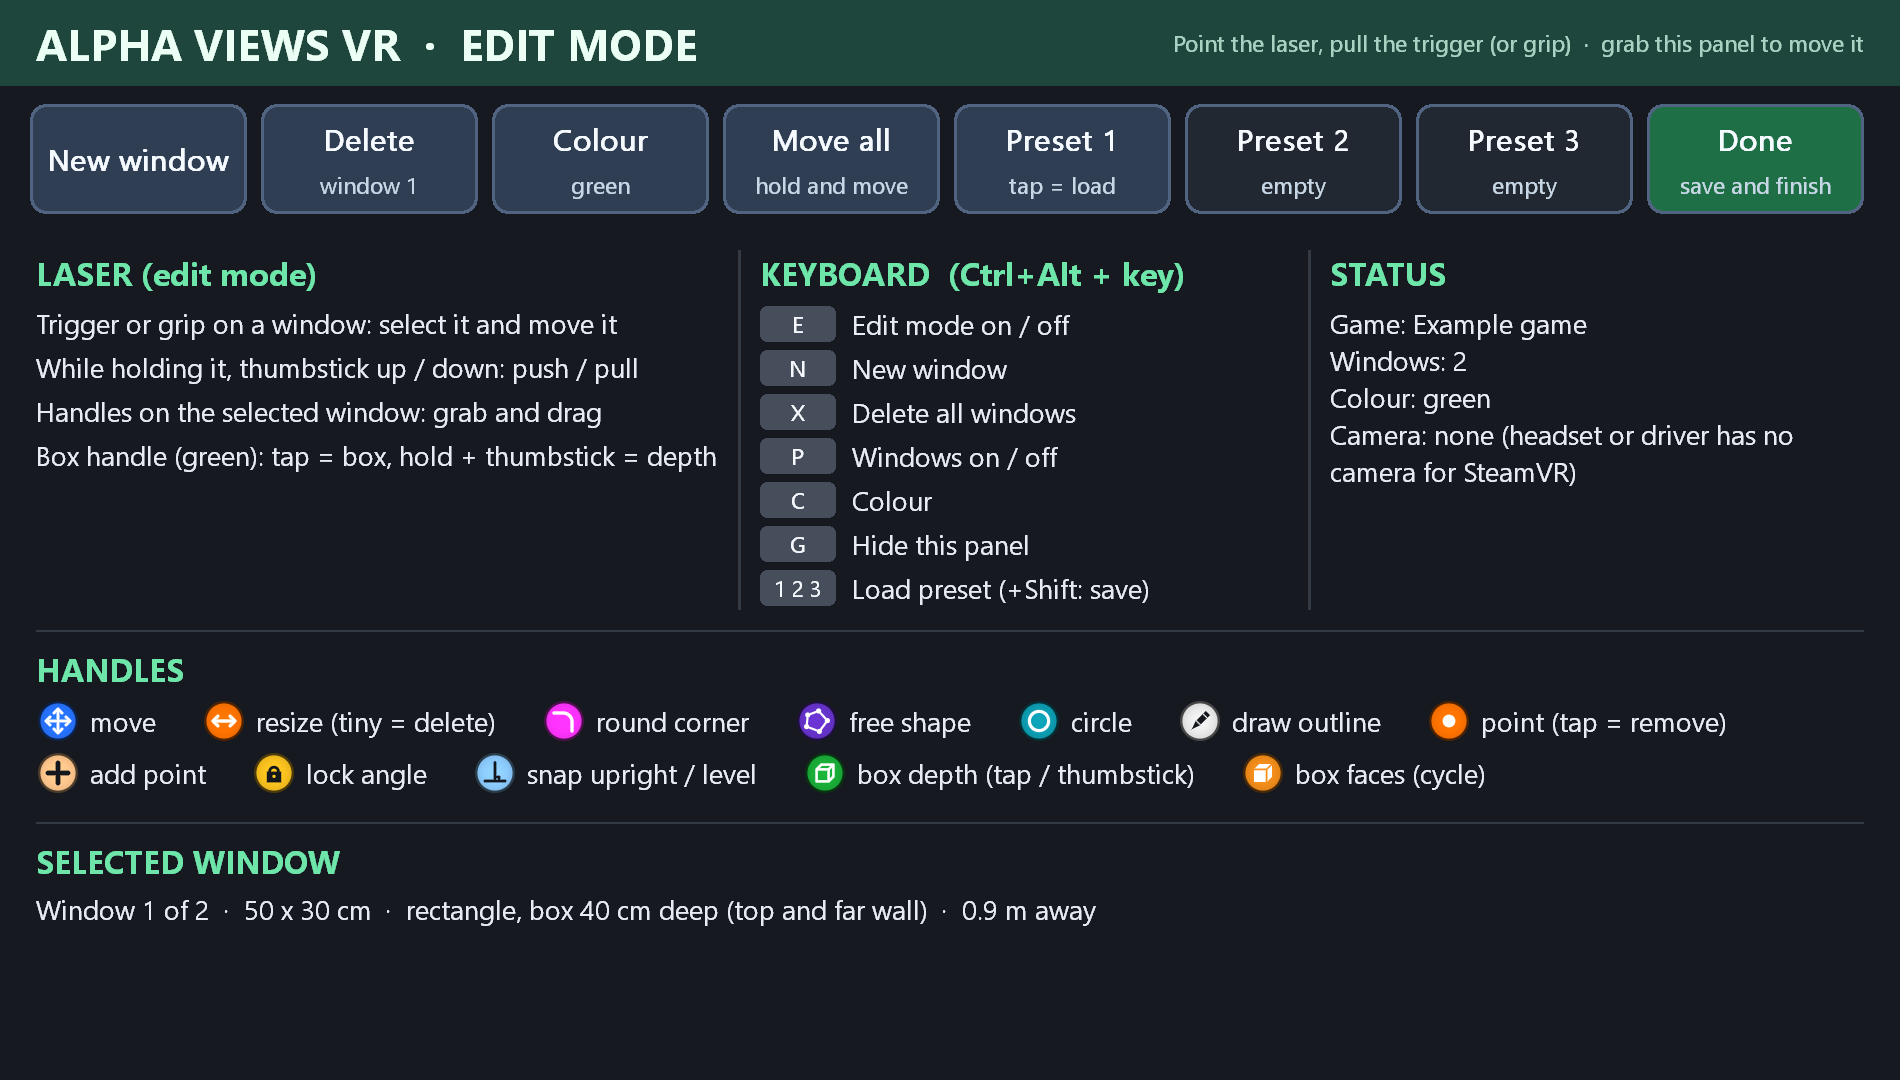 ALPHA VIEWS VR · EDIT MODE
Point the laser, pull the trigger (or grip) · grab this panel to move it
New window
Delete
window 1
Colour
green
Move all
hold and move
Preset 1
tap = load
Preset 2
empty
Preset 3
empty
Done
save and finish
LASER (edit mode)
Trigger or grip on a window: select it and move it
While holding it, thumbstick up / down: push / pull
Handles on the selected window: grab and drag
Box handle (green): tap = box, hold + thumbstick = depth
KEYBOARD (Ctrl+Alt + key)
E Edit mode on / off
N New window
X Delete all windows
P Windows on / off
C Colour
G Hide this panel
1 2 3 Load preset (+Shift: save)
STATUS
Game: Example game
Windows: 2
Colour: green
Camera: none (headset or driver has no
camera for SteamVR)
HANDLES
move resize (tiny = delete) round corner free shape circle draw outline point (tap = remove)
add point lock angle snap upright / level box depth (tap / thumbstick) box faces (cycle)
SELECTED WINDOW
Window 1 of 2 · 50 x 30 cm · rectangle, box 40 cm deep (top and far wall) · 0.9 m away